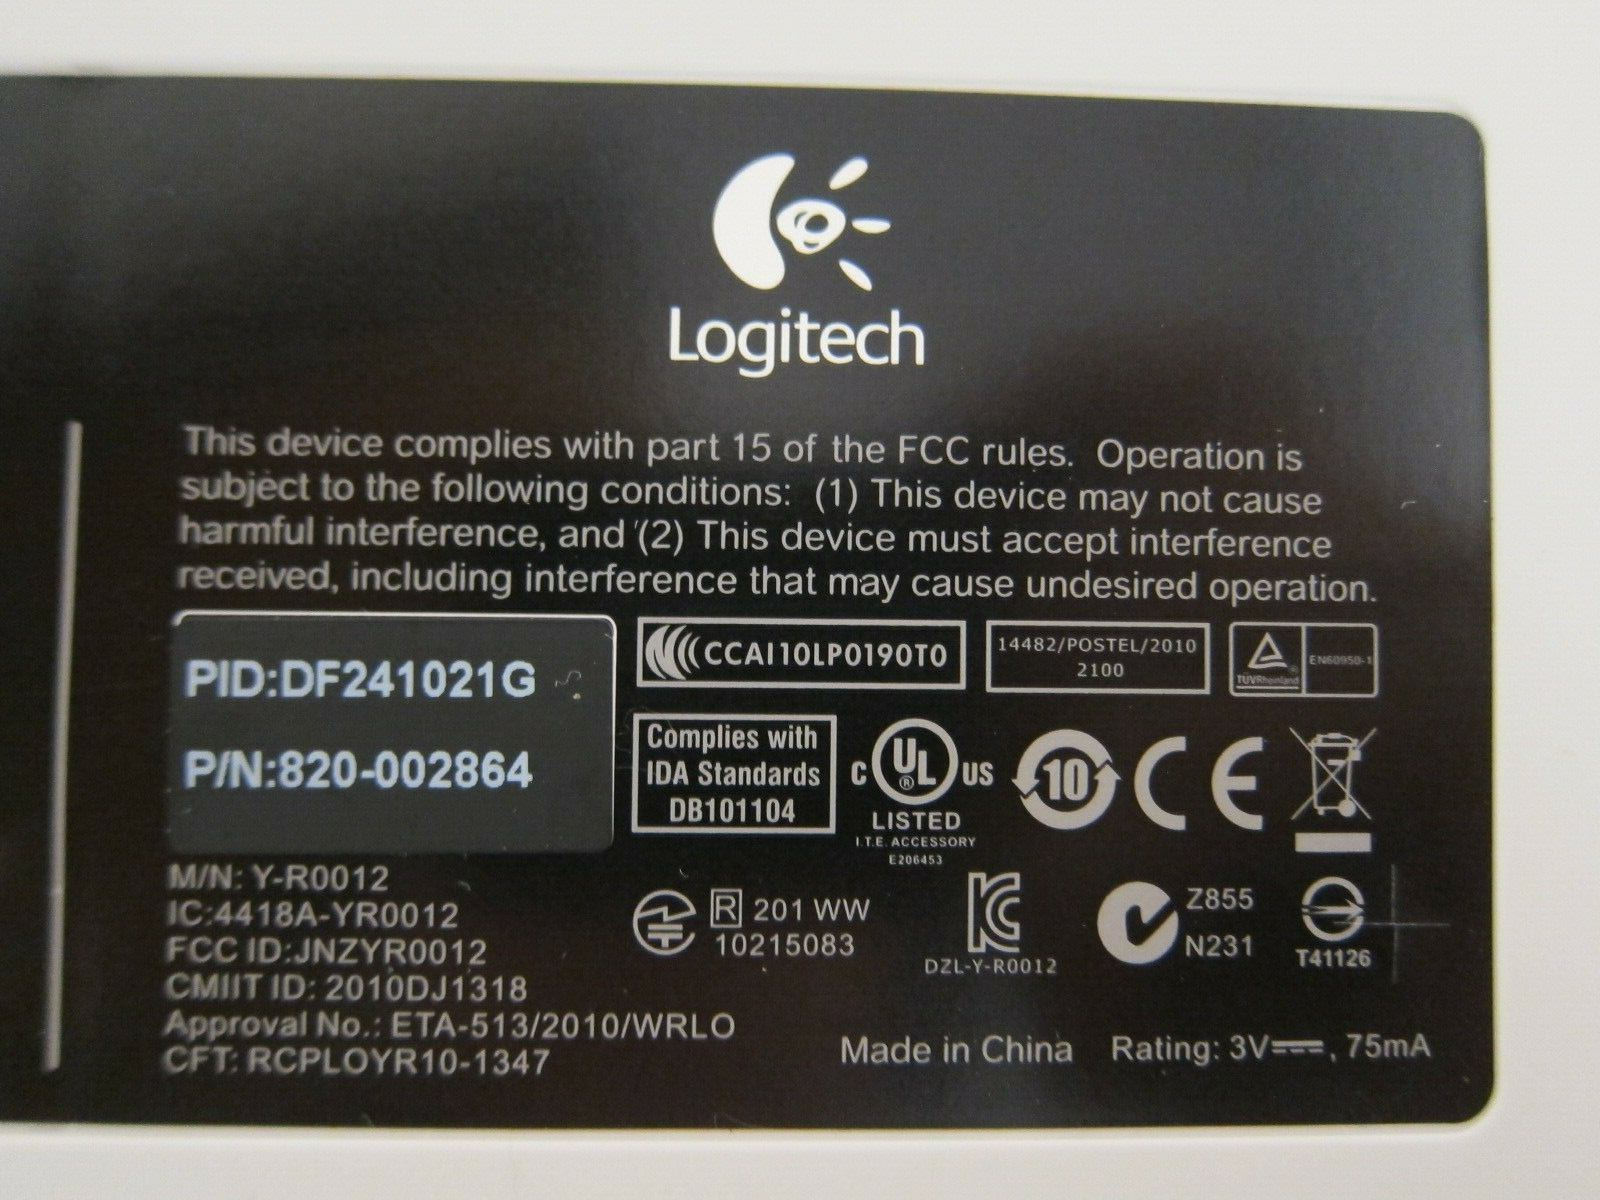 Logitech
This device complies with part 15 of the FCC rules. Operation is
subject to the following conditions: (1) This device may not cause
harmful interference, and (2) This device must accept interference
received, including interference that may cause undesired operation.
PID:DF241021G
P/N:820-002864
CCAI10LP0190T0
14482/POSTEL/2010
2100
TUVRheinland
EN60950-1
Complies with
IDA Standards
DB101104
C UL ® US
LISTED
I.T.E. ACCESSORY
E206453
10
CE
M/N: Y-R0012
IC:4418A-YR0012
FCC ID:JNZYR0012
CMIIT ID: 2010DJ1318
Approval No.: ETA-513/2010/WRLO
CFT: RCPLOYR10-1347
R 201 WW
10215083
DZL-Y-R0012
Z855
N231
T41126
Made in China Rating: 3V⎓, 75mA